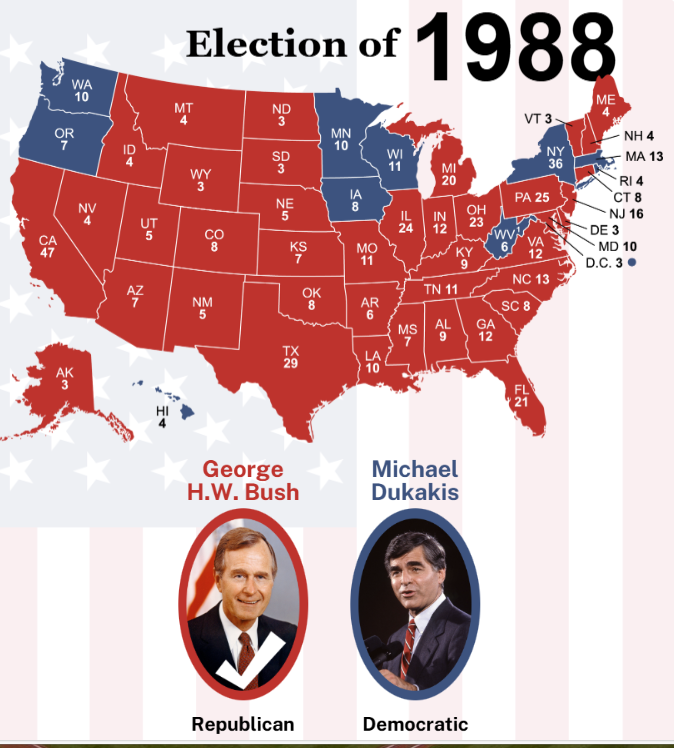 Election of 1988
WA
10
OR
7
MT
4
ID
4
WY
3
ND
3
SD
3
NE
5
KS
7
MN
10
IA
8
WI
11
MI
20
IL
24
IN
12
OH
23
MO
11
KY
9
WV
6
VA
12
PA 25
NY
36
ME
4
VT 3
NH 4
MA 13
RI 4
CT 8
NJ 16
DE 3
MD 10
D.C. 3
CA
47
NV
4
UT
5
CO
8
AZ
7
NM
5
OK
8
TX
29
AR
6
LA
10
MS
7
AL
9
GA
12
TN 11
NC 13
SC 8
FL
21
AK
3
HI
4
George
H.W. Bush
Michael
Dukakis
Republican
Democratic